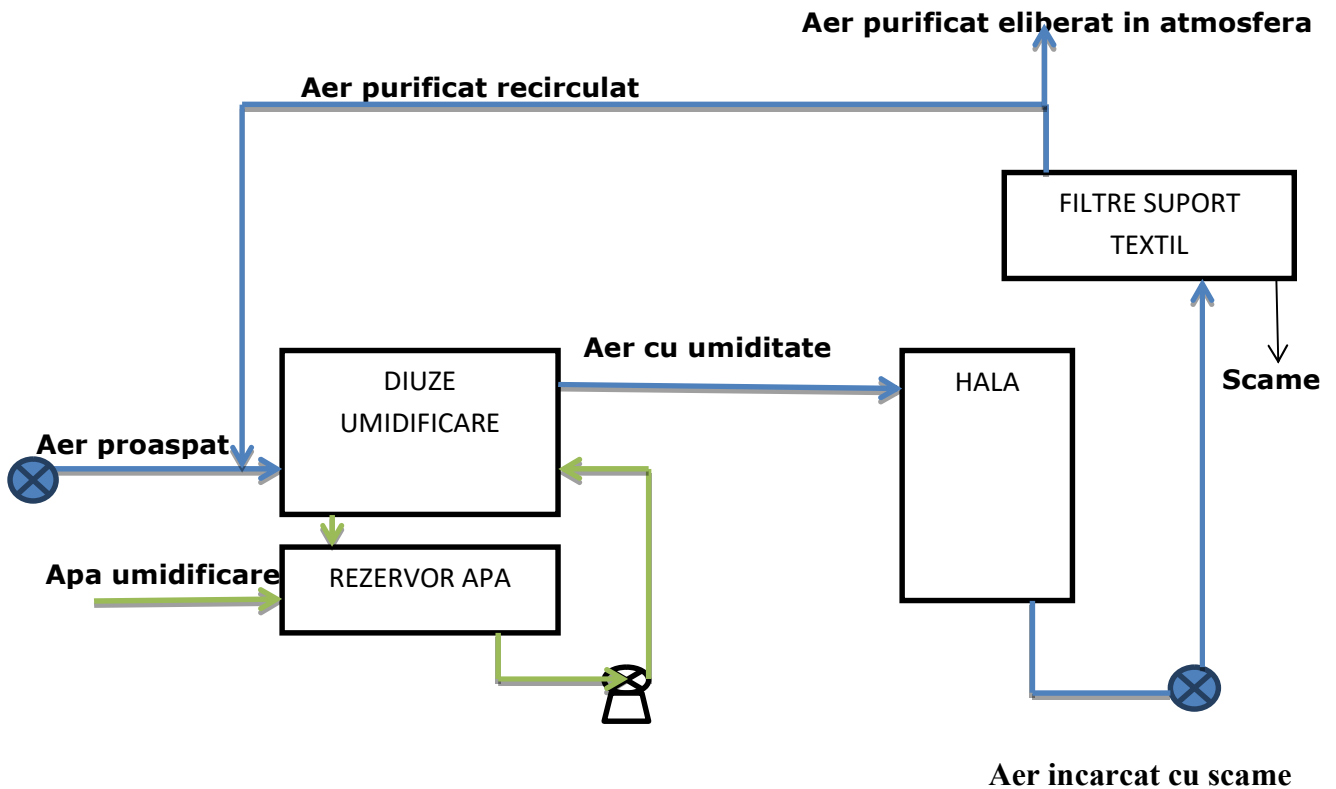 Aer purificat eliberat in atmosfera
Aer purificat recirculat
FILTRE SUPORT
TEXTIL
Aer cu umiditate
Scame
DIUZE
UMIDIFICARE
HALA
Aer proaspat
Apa umidificare
REZERVOR APA
Aer incarcat cu scame